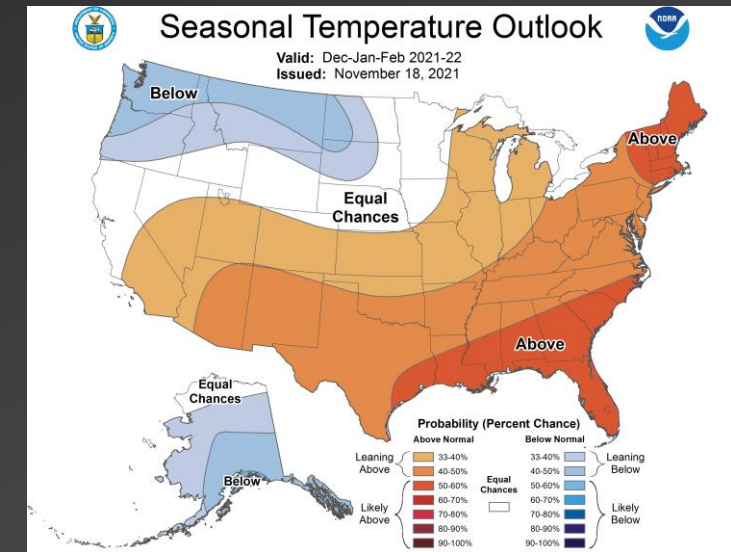 Seasonal Temperature Outlook
NOAA
Valid: Dec-Jan-Feb 2021-22
Issued: November 18, 2021
Below
Above
Equal
Chances
Above
Equal
Chances
Below
Probability (Percent Chance)
Above Normal
Below Normal
Leaning
Above
33-40%
40-50%
Likely
Above
50-60%
60-70%
70-80%
80-90%
90-100%
Equal
Chances
33-40%
40-50%
Leaning
Below
50-60%
60-70%
70-80%
80-90%
90-100%
Likely
Below